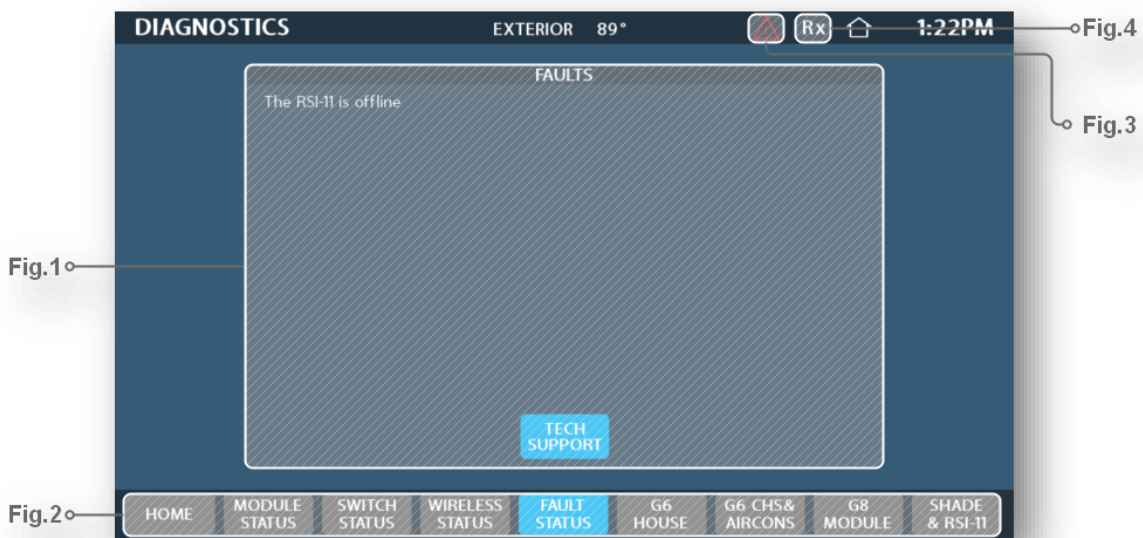 DIAGNOSTICS EXTERIOR 89° Rx 1:22PM
Fig.4
FAULTS
The RSI-11 is offline
Fig.3
Fig.1
TECH
SUPPORT
Fig.2
HOME
MODULE
STATUS
SWITCH
STATUS
WIRELESS
STATUS
FAULT
STATUS
G6
HOUSE
G6 CHS&
AIRCONS
G8
MODULE
SHADE
& RSI-11